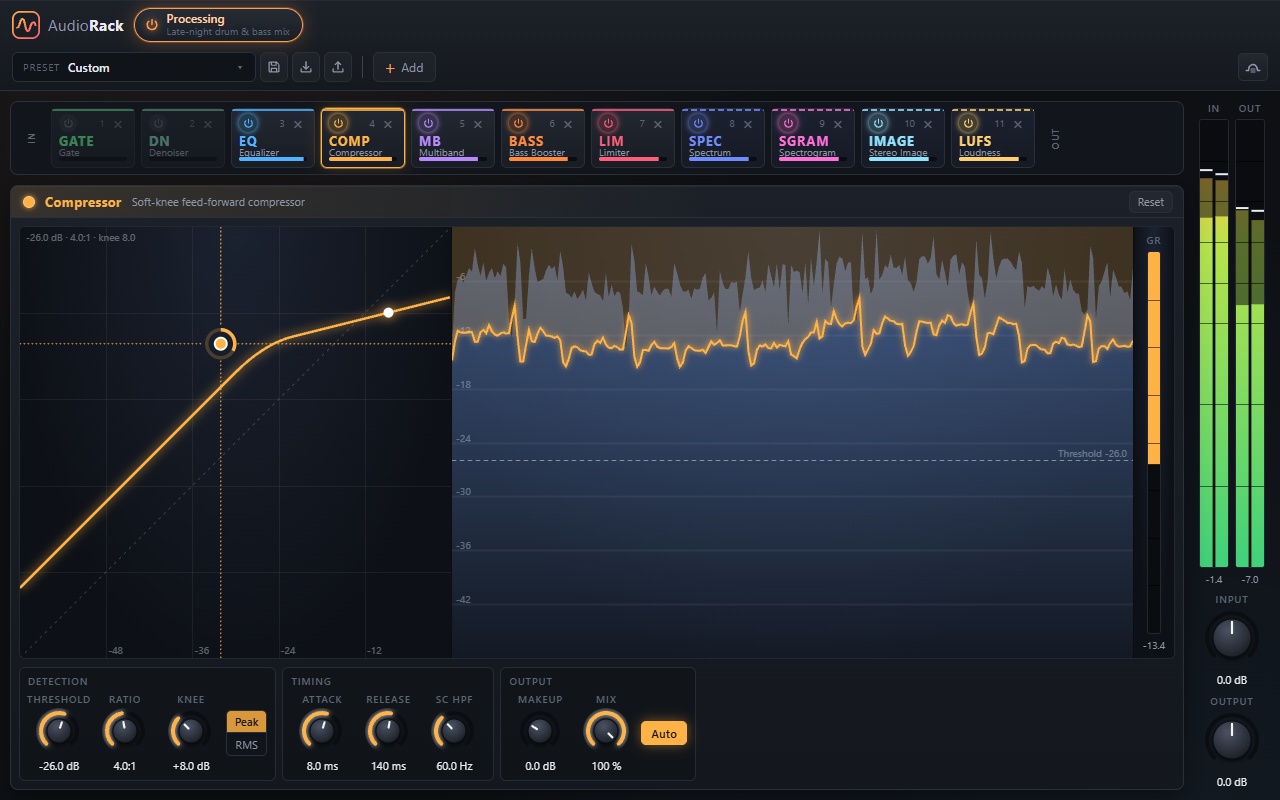 AudioRack
Processing
Late-night drum & bass mix
PRESET Custom
+ Add
IN
1 ×
GATE
Gate
2 ×
DN
Denoiser
3 ×
EQ
Equalizer
4 ×
COMP
Compressor
5 ×
MB
Multiband
6 ×
BASS
Bass Booster
7 ×
LIM
Limiter
8 ×
SPEC
Spectrum
9 ×
SGRAM
Spectrogram
10 ×
IMAGE
Stereo Image
11 ×
LUFS
Loudness
OUT
IN OUT
Compressor Soft-knee feed-forward compressor
Reset
-26.0 dB · 4.0:1 · knee 8.0
-48 -36 -24 -12
-6
-12
-18
-24
Threshold -26.0
-30
-36
-42
GR
-13.4
-1.4 -7.0
INPUT
0.0 dB
OUTPUT
0.0 dB
DETECTION
THRESHOLD RATIO KNEE
Peak
RMS
-26.0 dB 4.0:1 +8.0 dB
TIMING
ATTACK RELEASE SC HPF
8.0 ms 140 ms 60.0 Hz
OUTPUT
MAKEUP MIX
Auto
0.0 dB 100 %